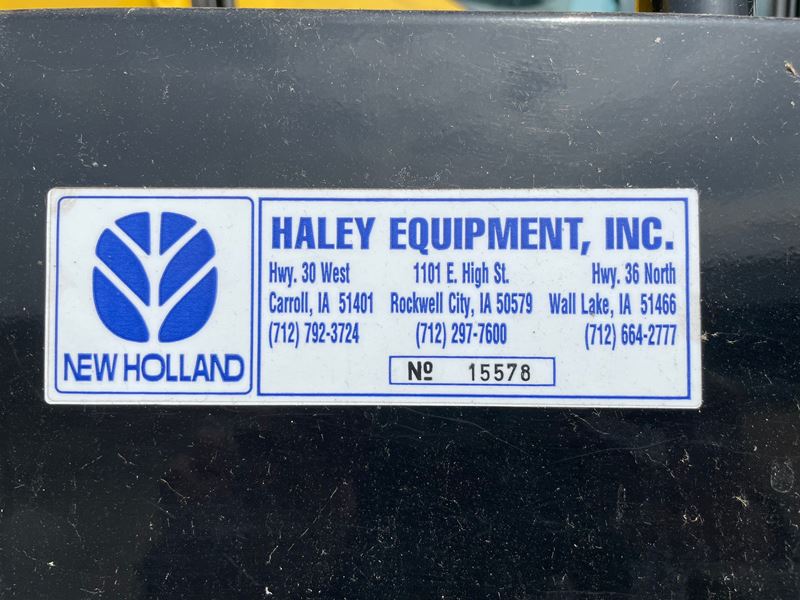 NEW HOLLAND
HALEY EQUIPMENT, INC.
Hwy. 30 West
Carroll, IA 51401
(712) 792-3724
1101 E. High St.
Rockwell City, IA 50579
(712) 297-7600
Hwy. 36 North
Wall Lake, IA 51466
(712) 664-2777
Nº 15578